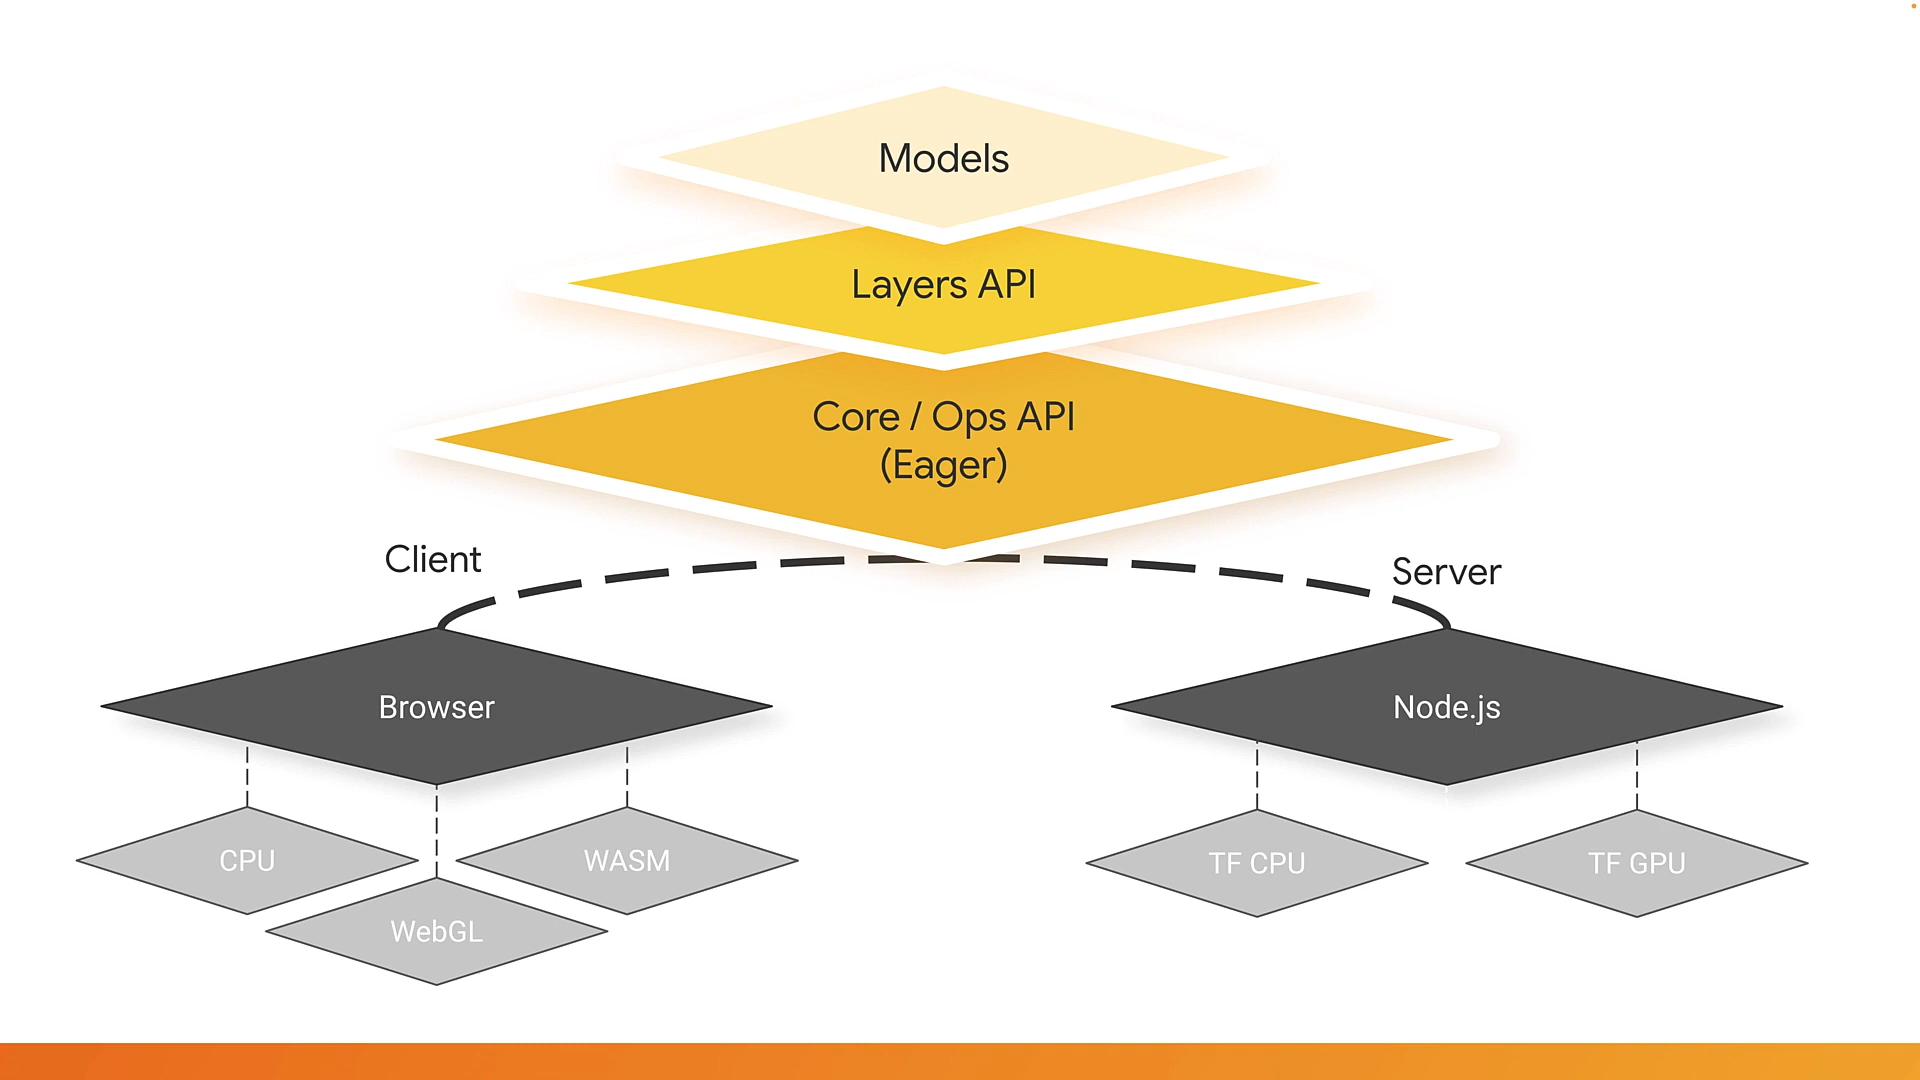 Models
Layers API
Core / Ops API
(Eager)
Client
Server
Browser
Node.js
CPU
WASM
WebGL
TF CPU
TF GPU